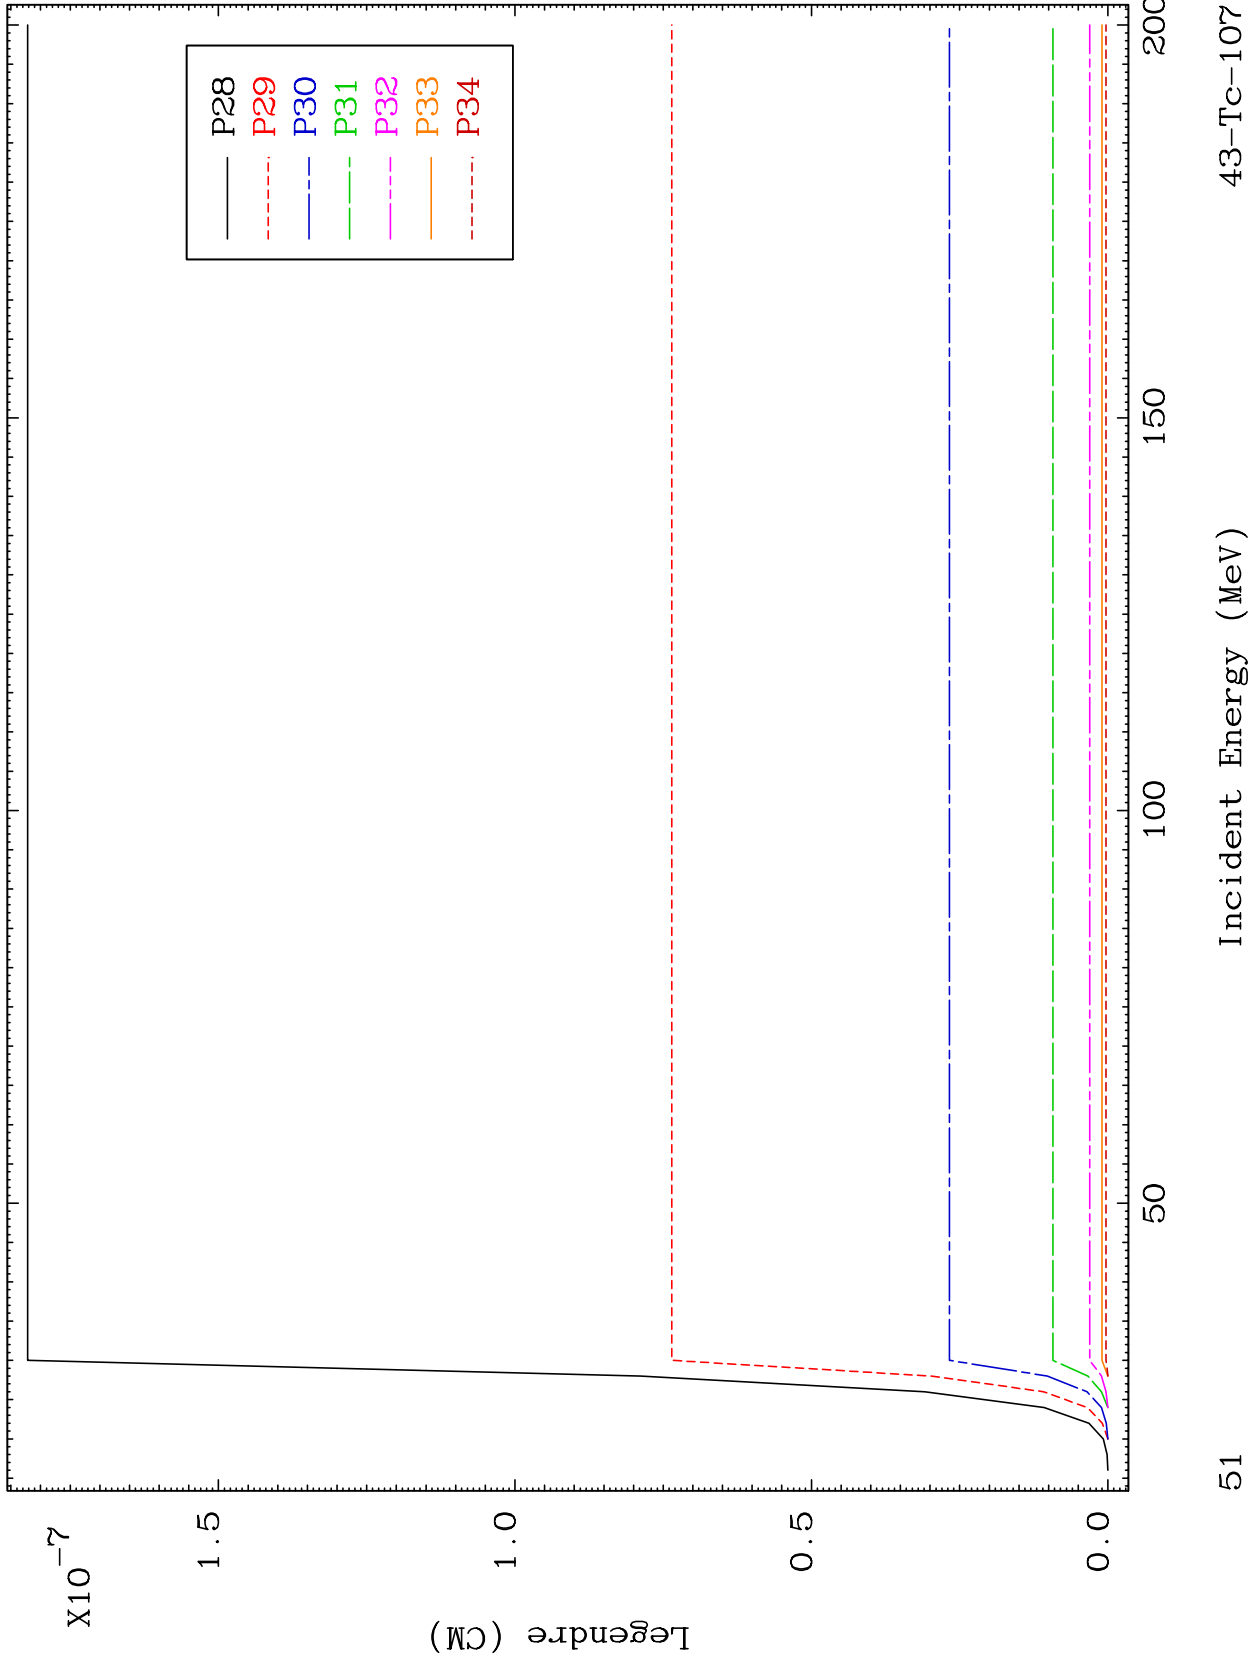 X10-7
Legendre (CM)
1.5
1.0
0.5
0.0
P28
P29
P30
P31
P32
P33
P34
50
100
150
200
Incident Energy (MeV)
51
43-Tc-107